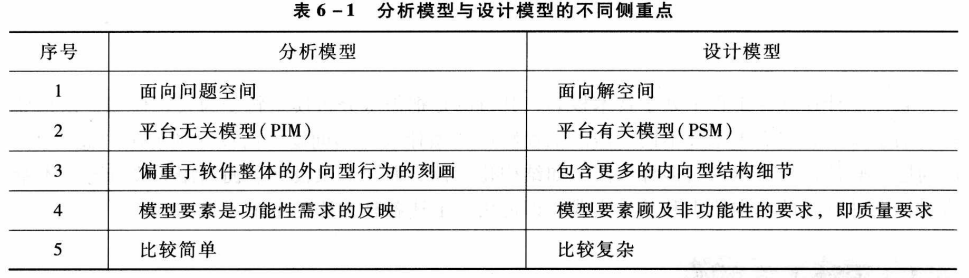 表 6-1 分析模型与设计模型的不同侧重点
序号 分析模型 设计模型
1 面向问题空间 面向解空间
2 平台无关模型(PIM) 平台有关模型(PSM)
3 偏重于软件整体的外向型行为的刻画 包含更多的内向型结构细节
4 模型要素是功能性需求的反映 模型要素顾及非功能性的要求，即质量要求
5 比较简单 比较复杂